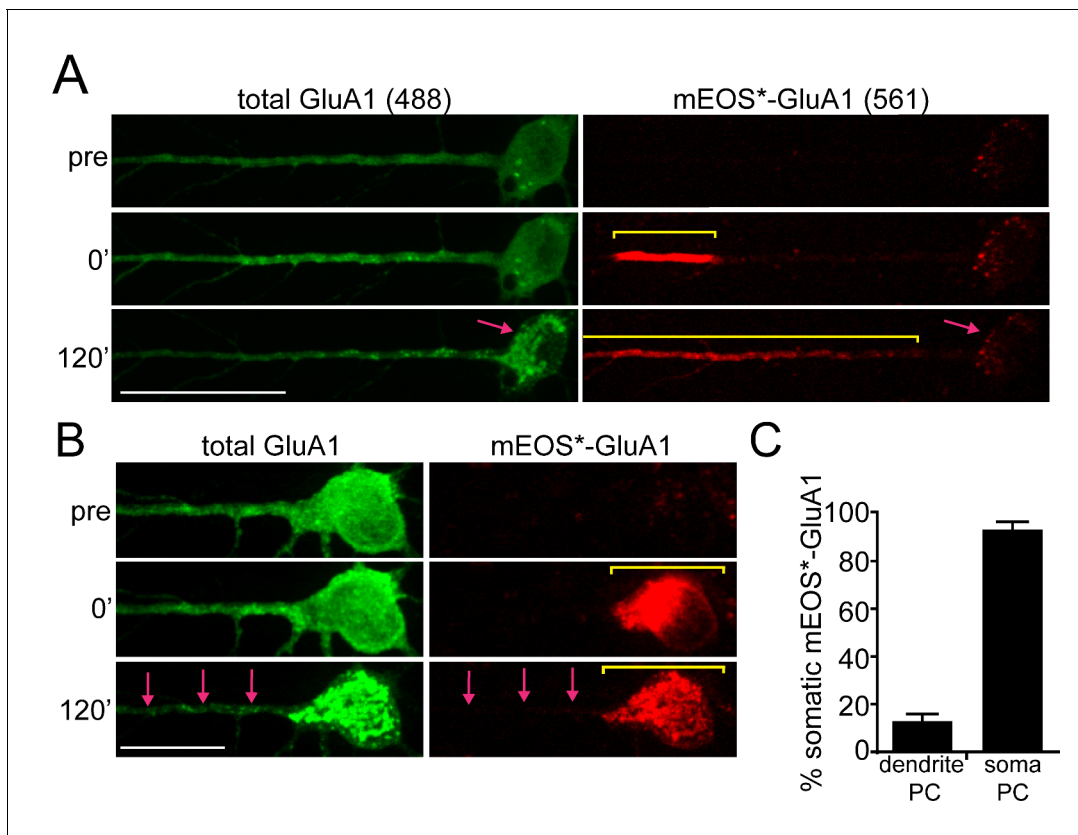 A
total GluA1 (488)
mEOS*-GluA1 (561)
pre
0'
120'
B
total GluA1
mEOS*-GluA1
pre
0'
120'
C
% somatic mEOS*-GluA1
100
80
60
40
20
0
dendrite PC
soma PC